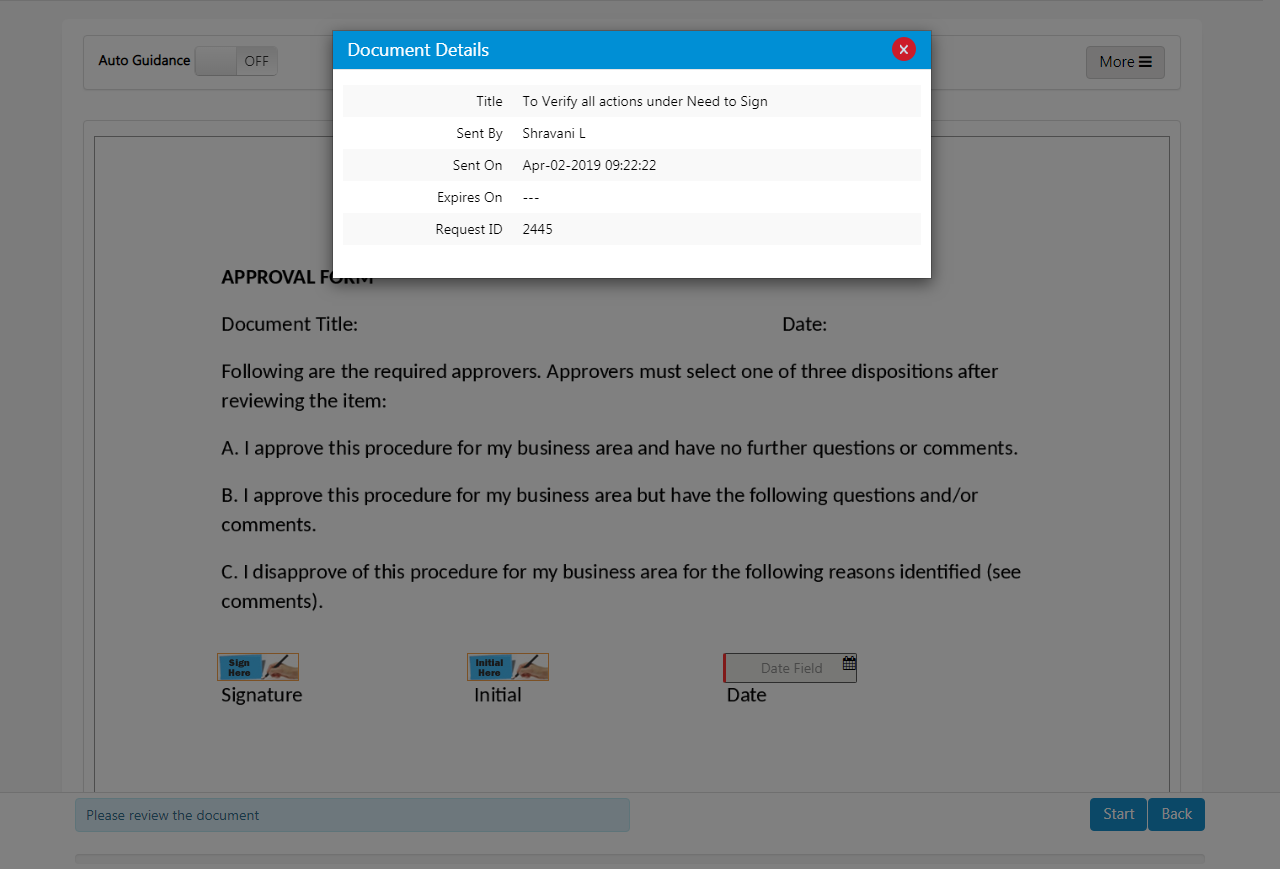 Auto Guidance OFF
More
Document Details
Title To Verify all actions under Need to Sign
Sent By Shravani L
Sent On Apr-02-2019 09:22:22
Expires On ---
Request ID 2445
APPROVAL FORM
Document Title: Date:
Following are the required approvers. Approvers must select one of three dispositions after
reviewing the item:
A. I approve this procedure for my business area and have no further questions or comments.
B. I approve this procedure for my business area but have the following questions and/or
comments.
C. I disapprove of this procedure for my business area for the following reasons identified (see
comments).
Sign Here
Initial Here
Date Field
Signature Initial Date
Please review the document
Start Back